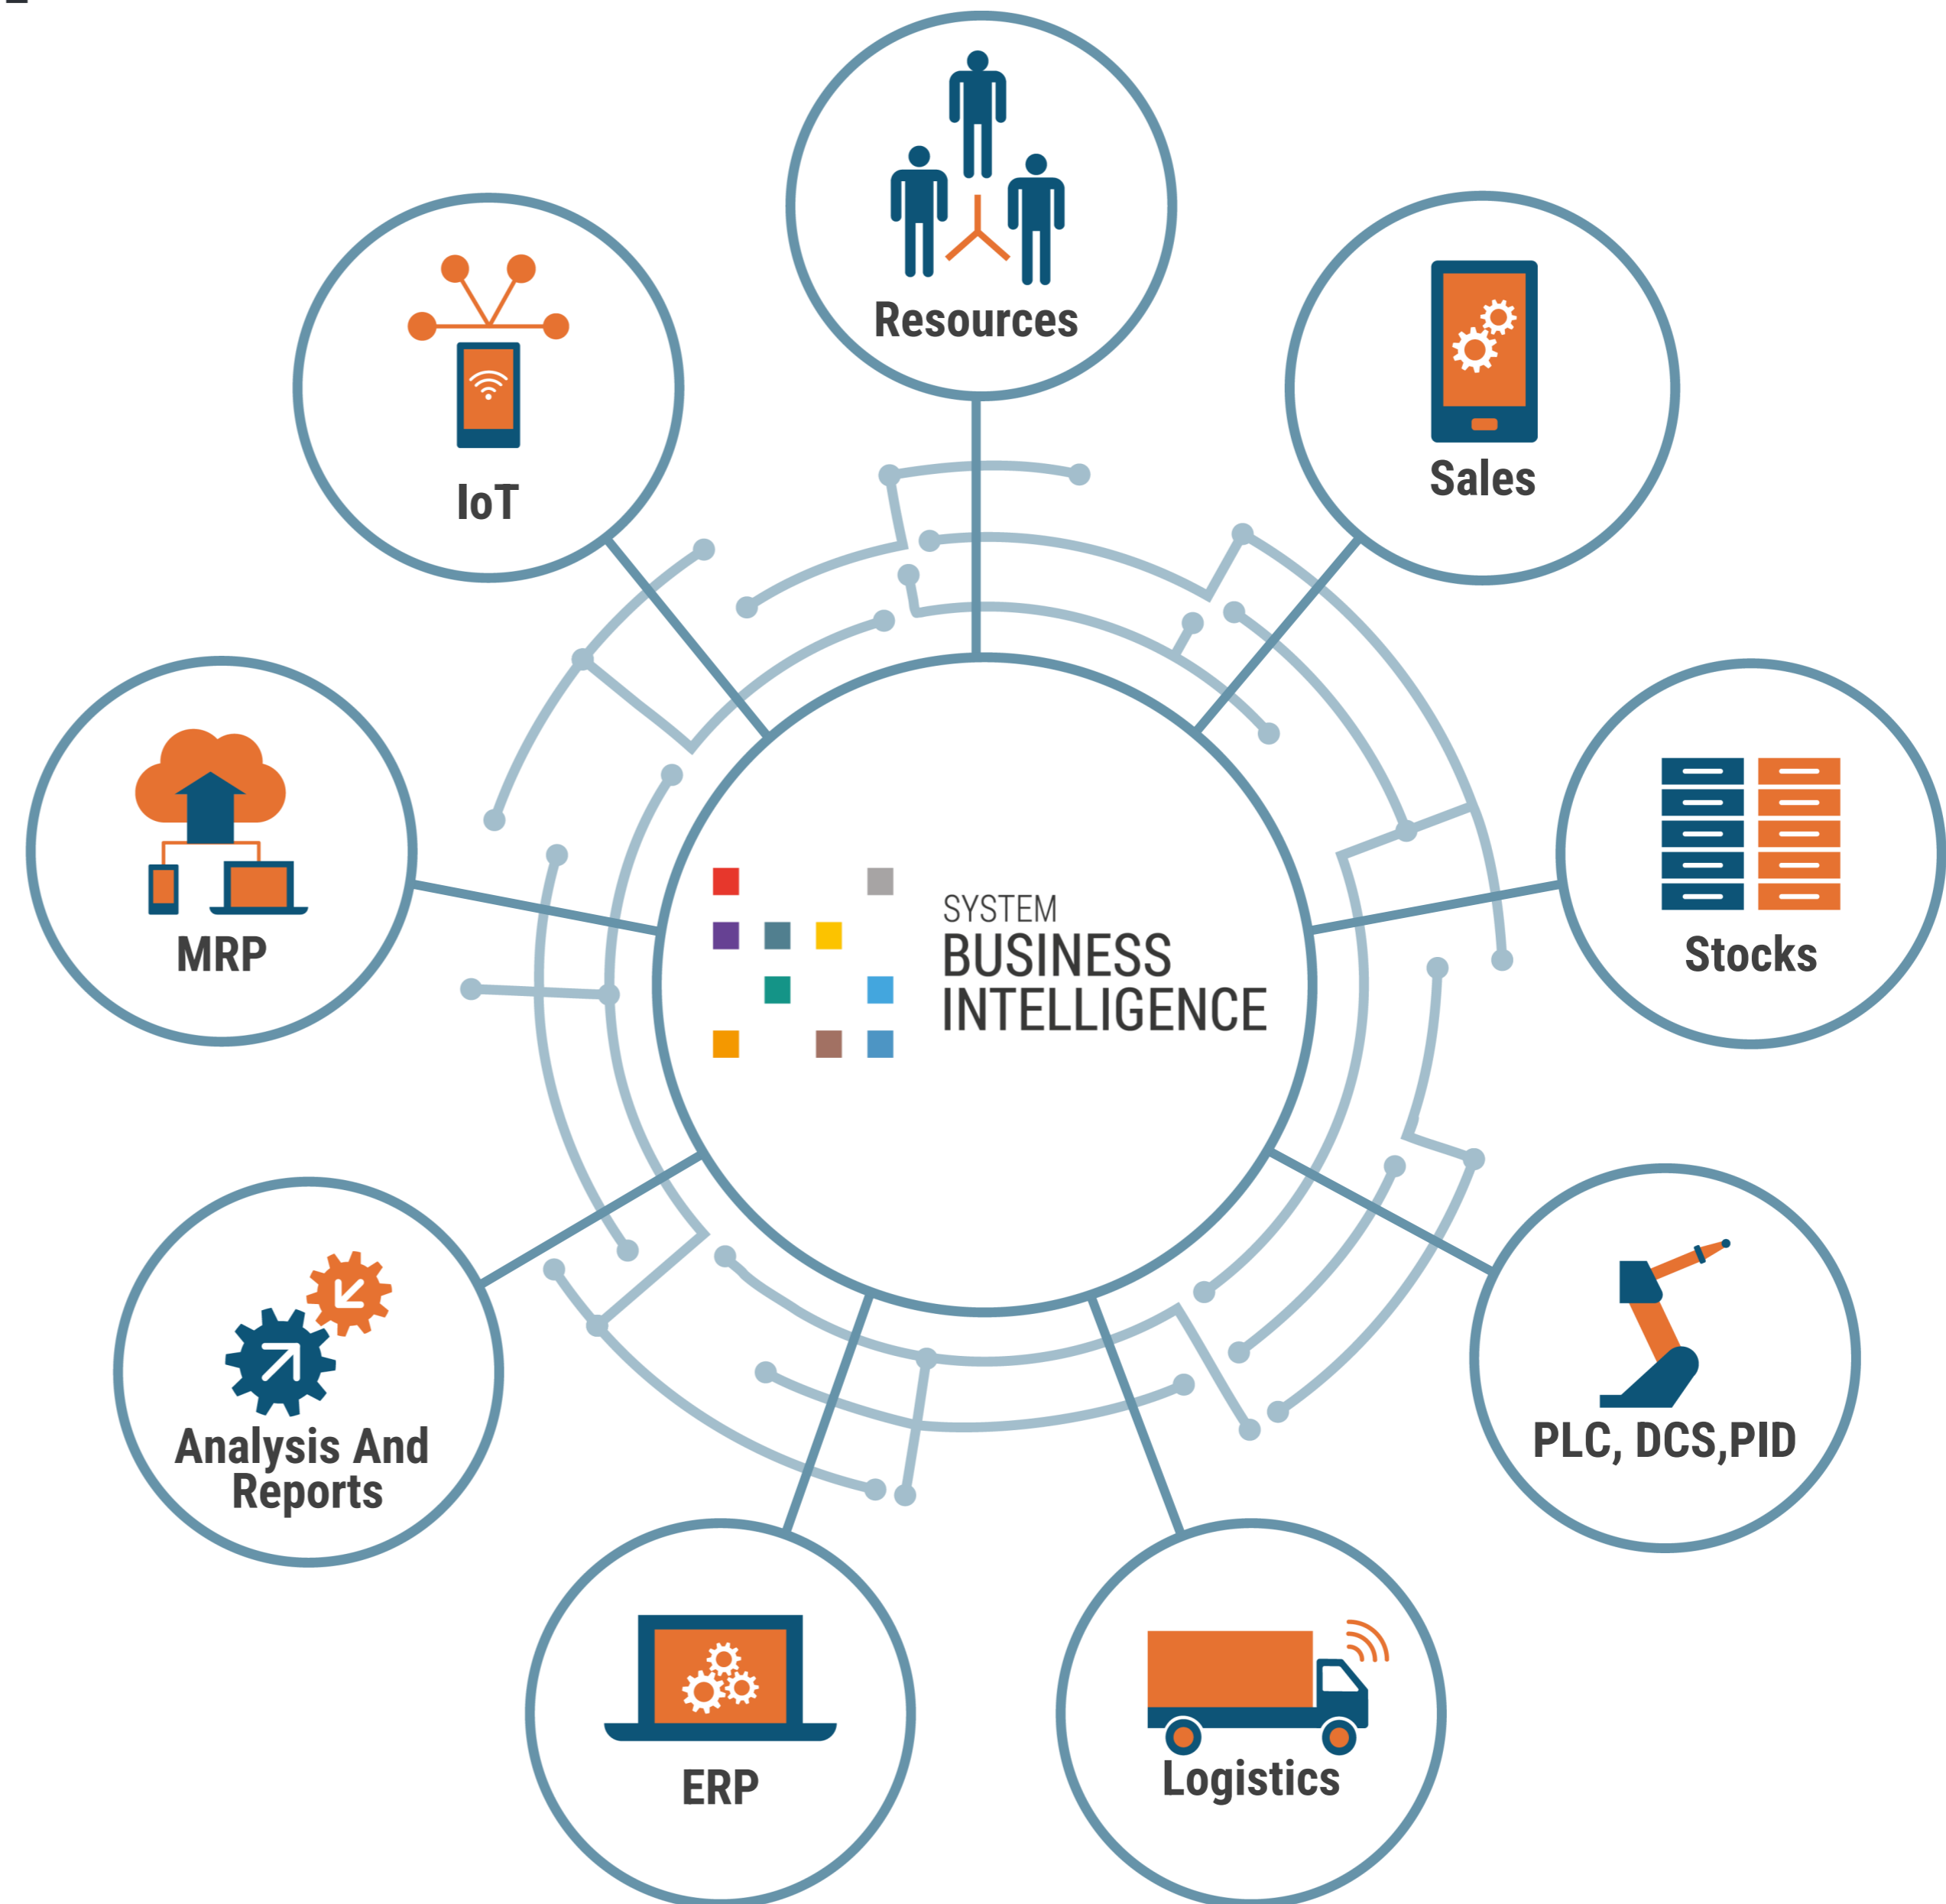 Resources
Sales
IoT
Stocks
MRP
SYSTEM
BUSINESS
INTELLIGENCE
PLC, DCS,PID
Analysis And
Reports
ERP
Logistics